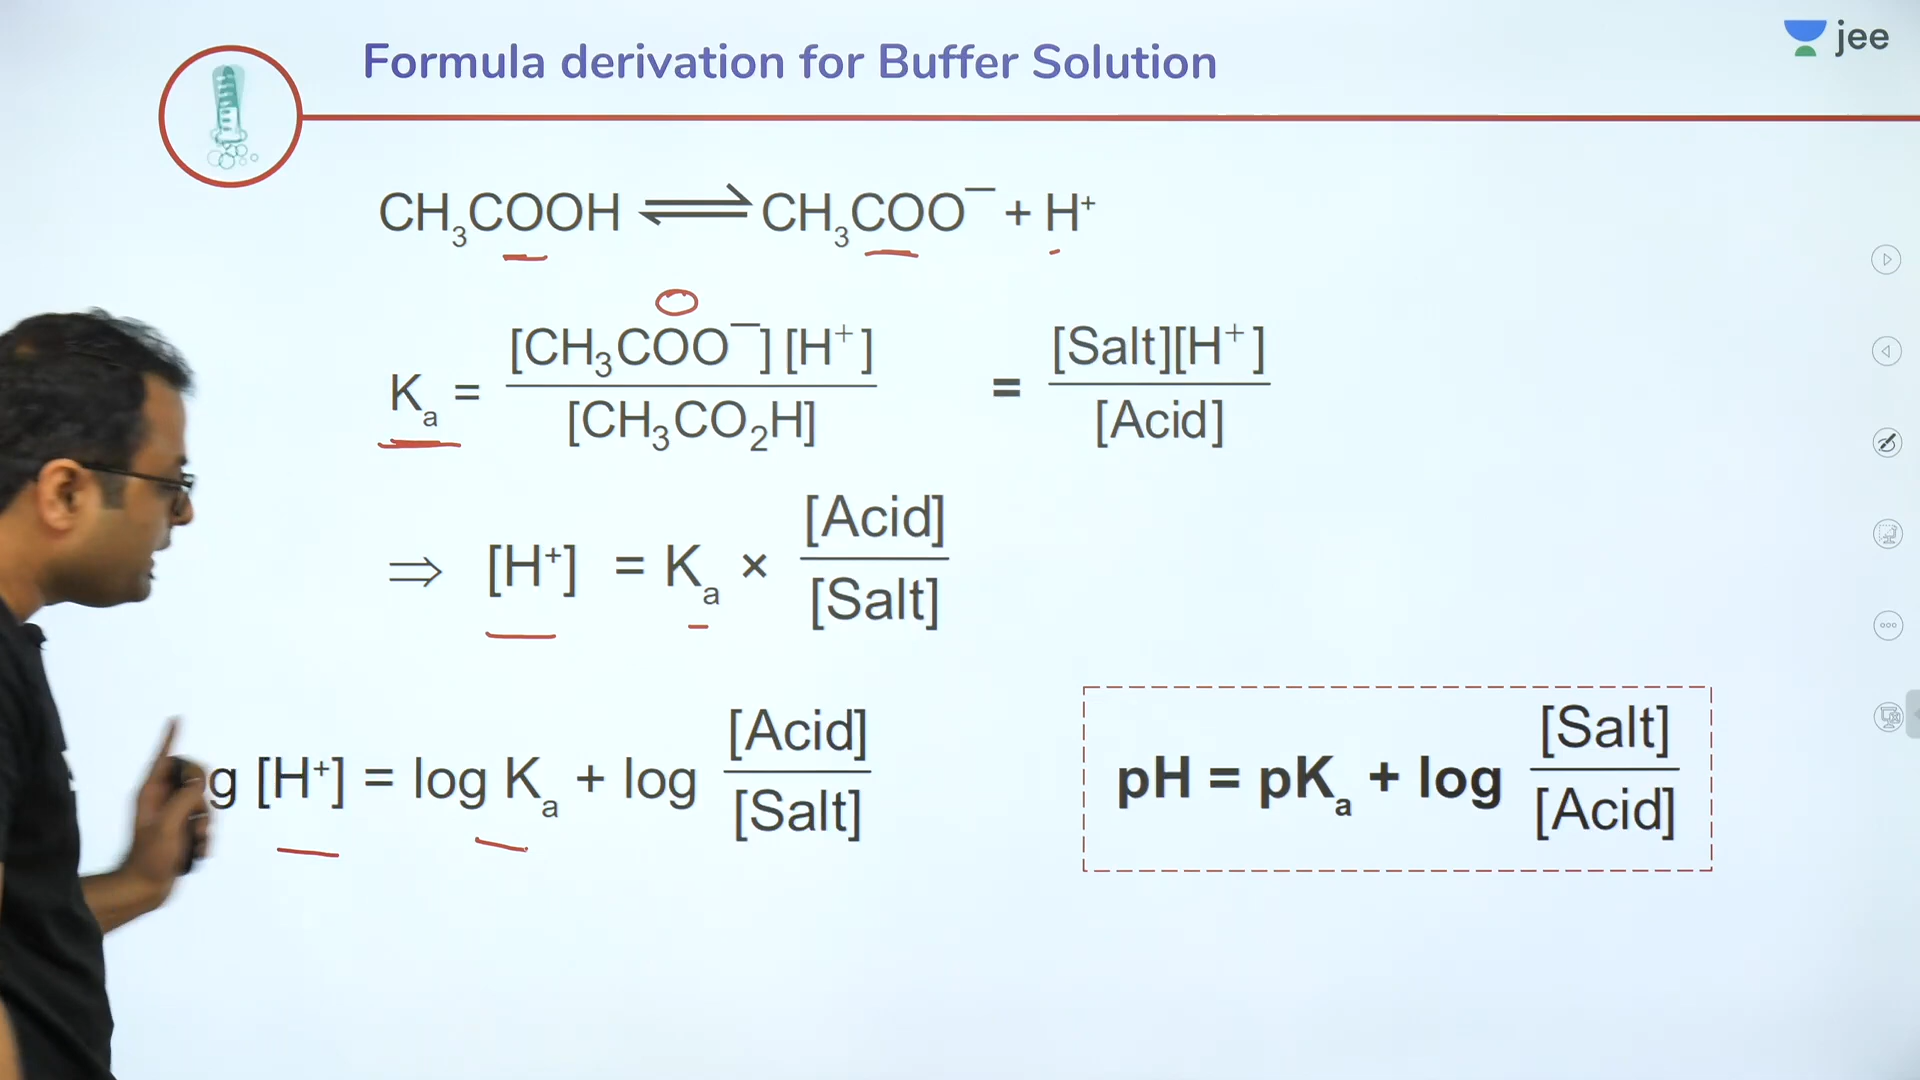 jee
Formula derivation for Buffer Solution
CH₃COOH ⇌ CH₃COO⁻ + H⁺
Kₐ = [CH₃COO⁻][H⁺] / [CH₃CO₂H] = [Salt][H⁺] / [Acid]
⇒ [H⁺] = Kₐ × [Acid] / [Salt]
g [H⁺] = log Kₐ + log [Acid] / [Salt]
pH = pKₐ + log [Salt] / [Acid]